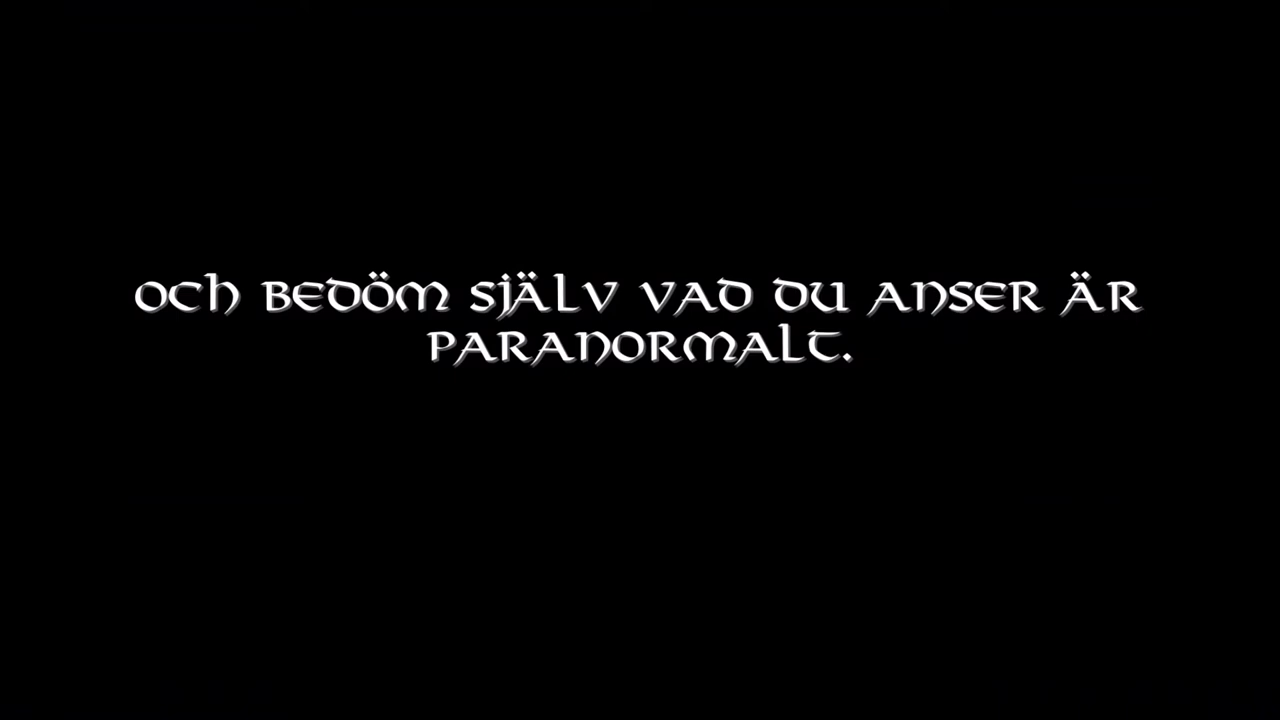 och bedöm själv vad du anser är
paranormalt.